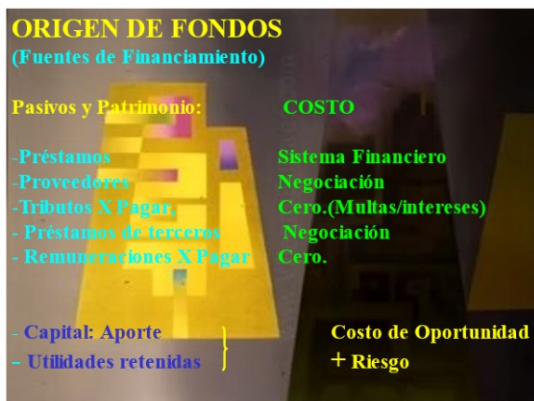 ORIGEN DE FONDOS
(Fuentes de Financiamiento)
Pasivos y Patrimonio: COSTO
-Préstamos Sistema Financiero
-Proveedores Negociación
-Tributos X Pagar, Cero.(Multas/intereses)
- Préstamos de terceros Negociación
- Remuneraciones X Pagar Cero.
- Capital: Aporte Costo de Oportunidad
- Utilidades retenidas + Riesgo